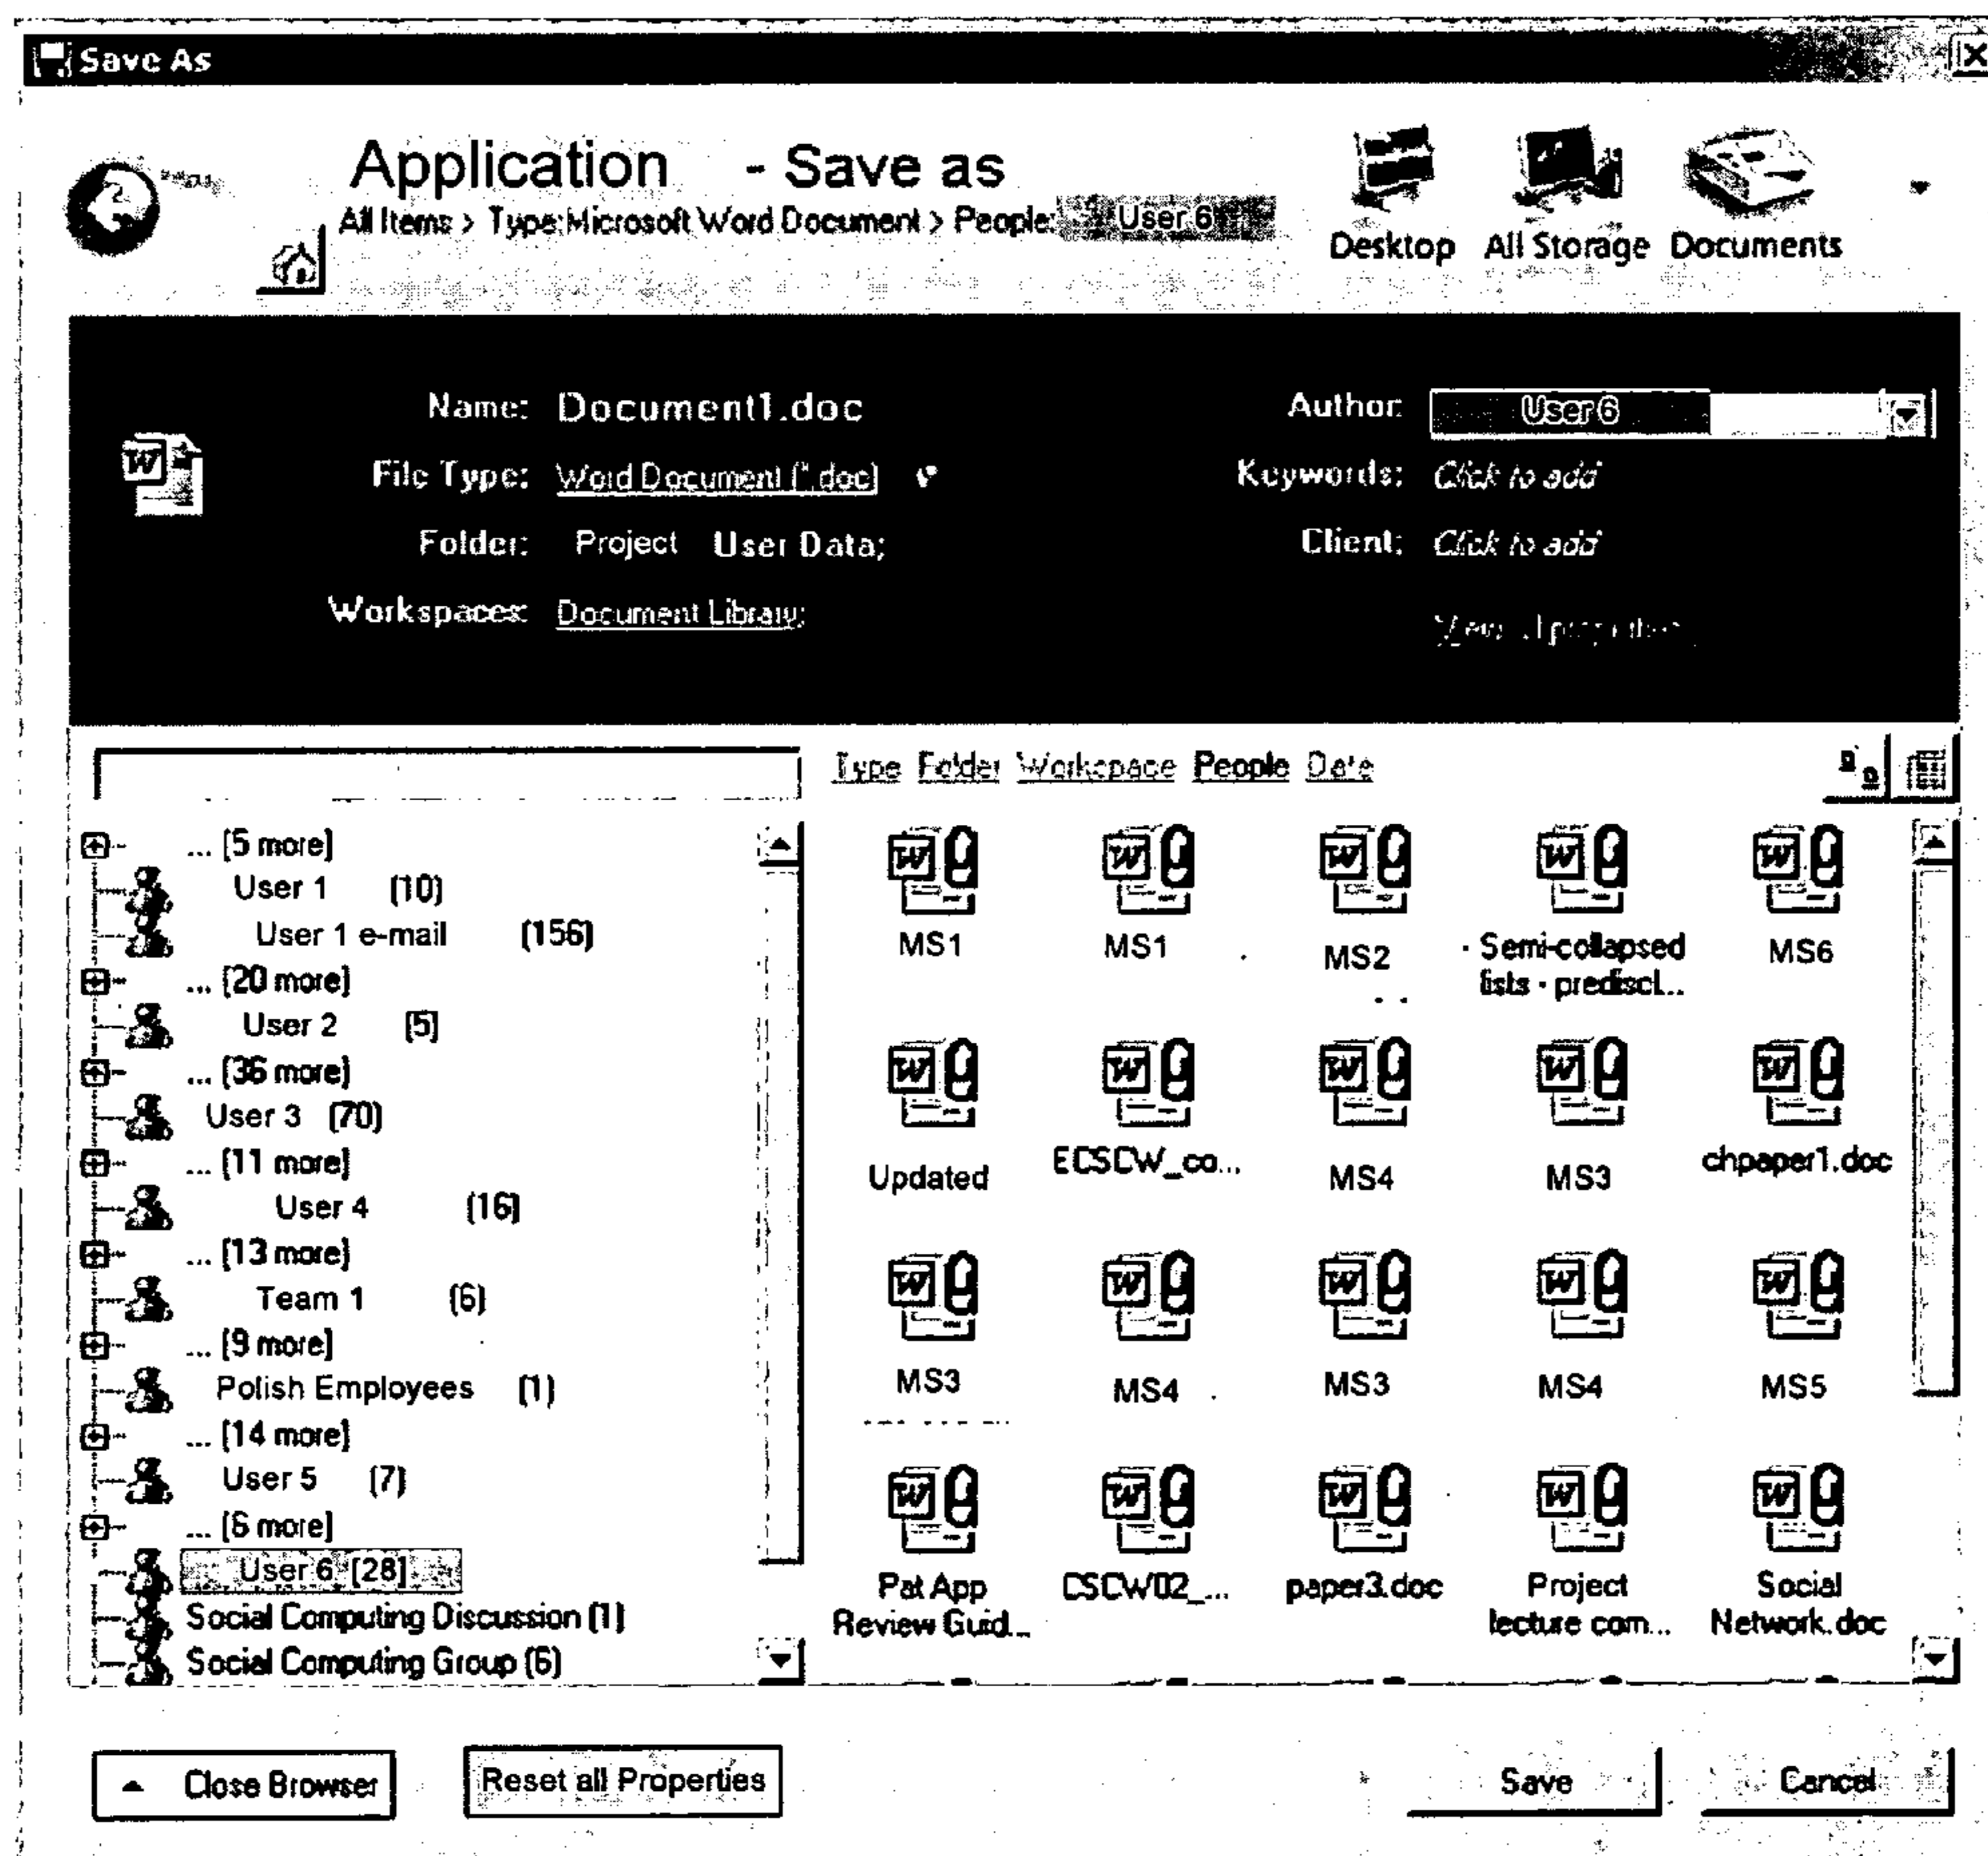 Save As
Application - Save as
All Items > Type:Microsoft Word Document > People: User 6
Desktop All Storage Documents
Name: Document1.doc
Author: User 6
File Type: Word Document (*.doc)
Keywords: Click to add
Folder: Project User Data;
Client: Click to add
Workspaces: Document Library;
Type Folder Workspace People Date
... [5 more]
User 1 (10)
User 1 e-mail (156)
... [20 more]
User 2 [5]
... [36 more]
User 3 (70)
... [11 more]
User 4 (16)
... [13 more]
Team 1 (6)
... [9 more]
Polish Employees (1)
... [14 more]
User 5 (7)
... [6 more]
User 6 [28]
Social Computing Discussion (1)
Social Computing Group (6)
MS1 MS1 MS2 Semi-collapsed MS6
lists - prediscl...
Updated ECSCW_ca... MS4 MS3 chpaper1.doc
MS3 MS4 MS3 MS4 MS5
Pat App CSCW02_... paper3.doc Project Social
Review Guid... lecture com... Network.doc
Close Browser Reset all Properties Save Cancel